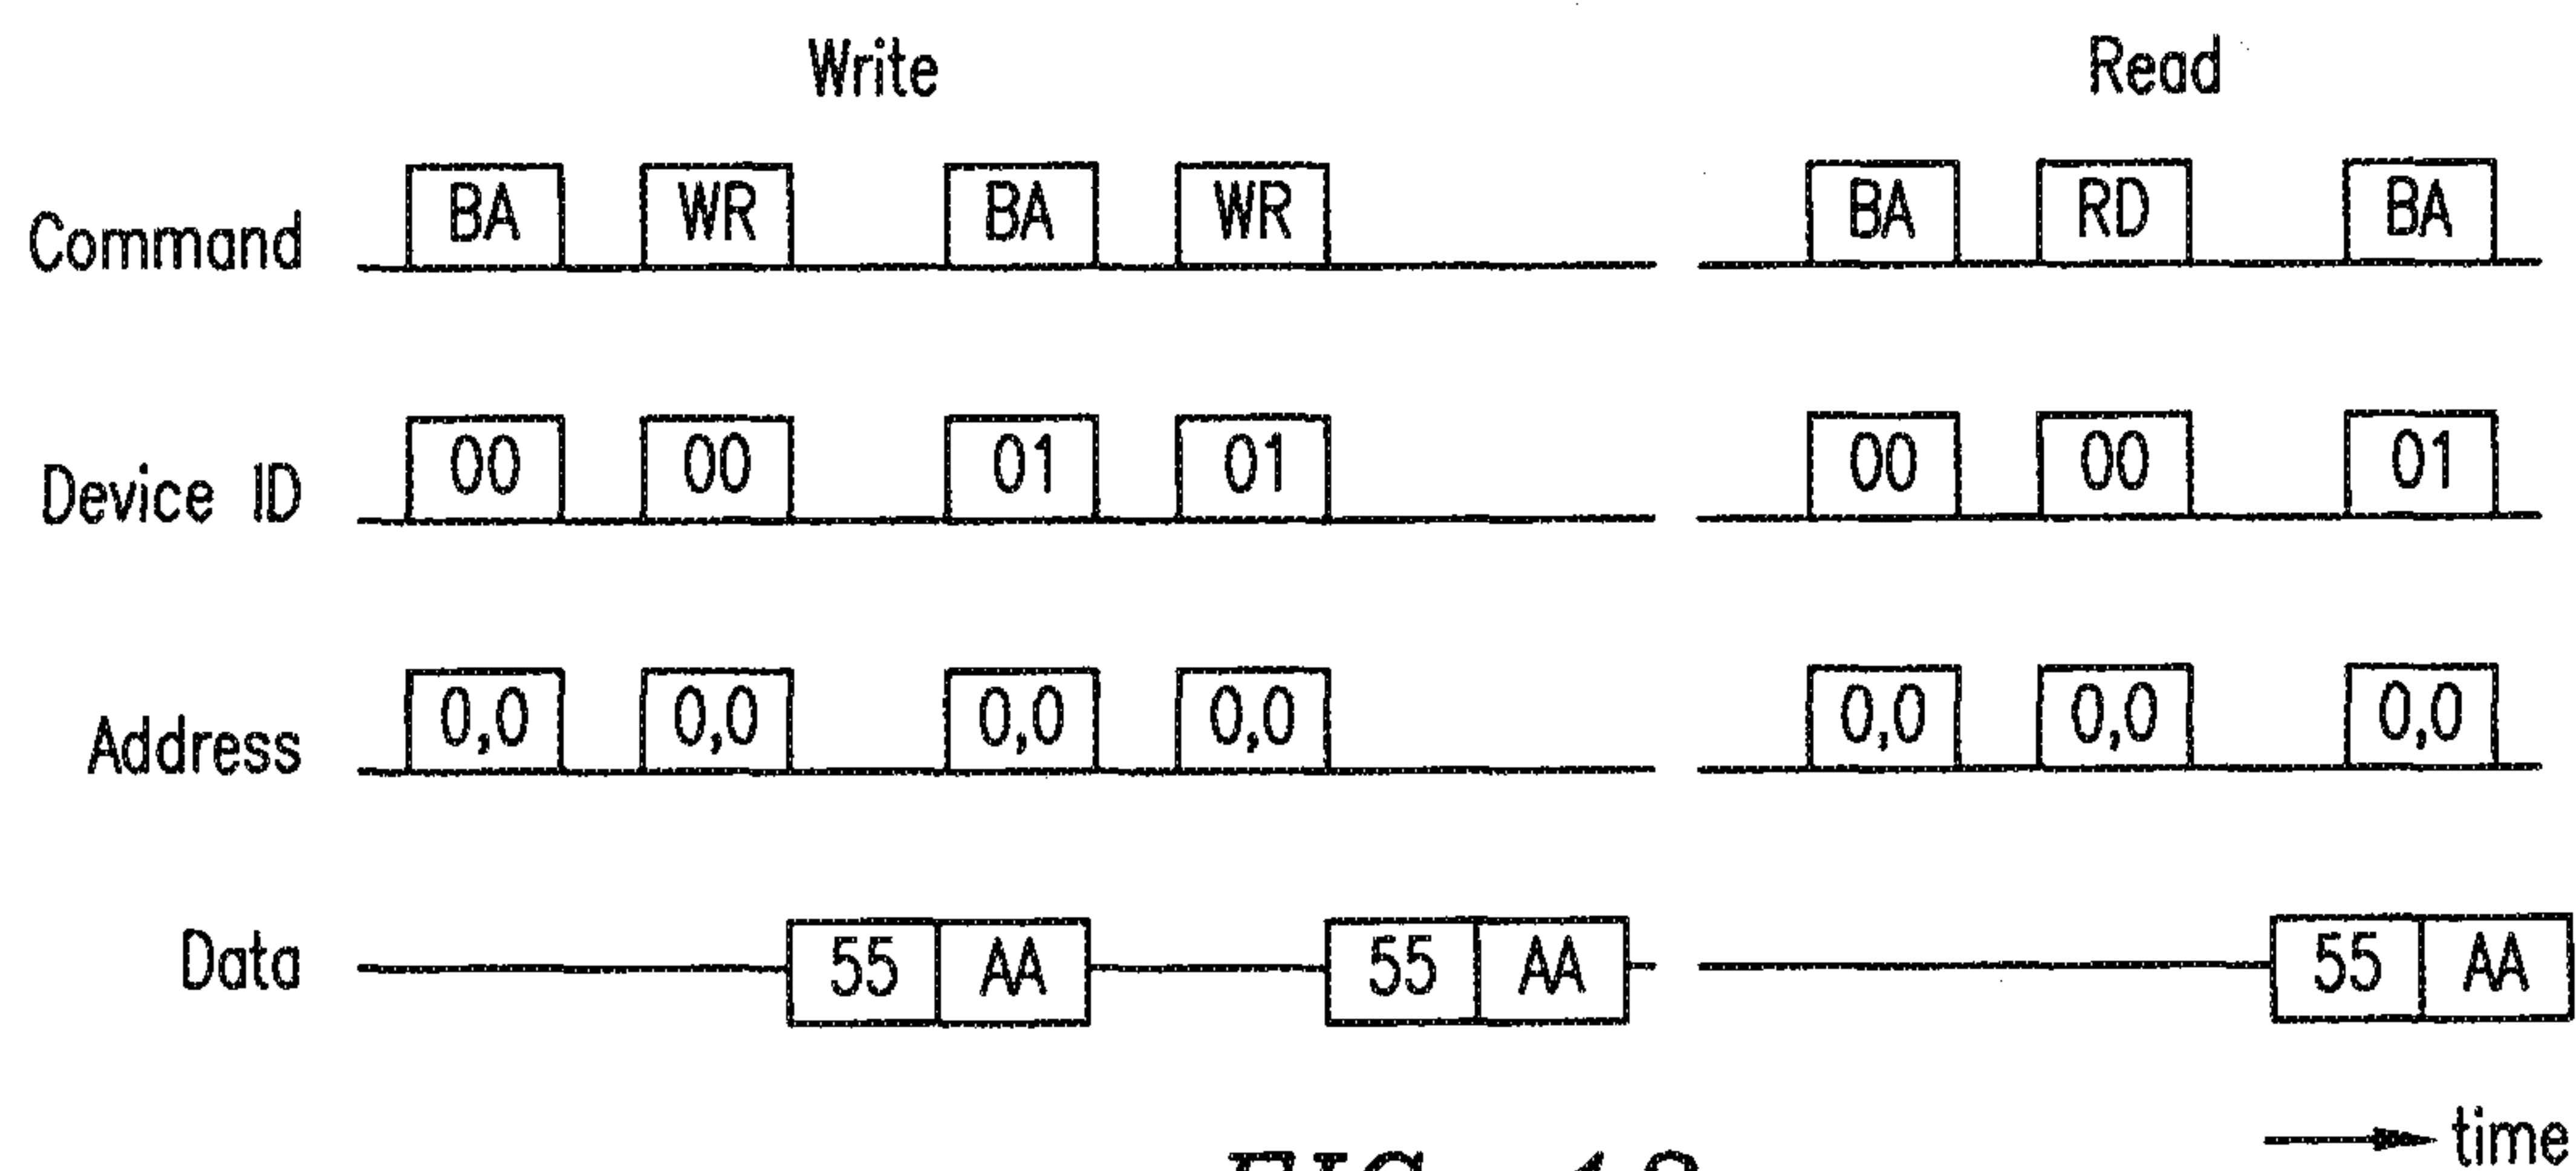 Write Read
Command BA WR BA WR BA RD BA
Device ID 00 00 01 01 00 00 01
Address 0,0 0,0 0,0 0,0 0,0 0,0 0,0
Data 55 AA 55 AA 55 AA
time